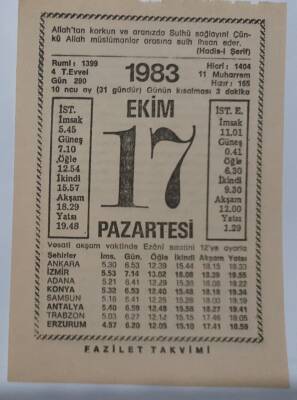 Allah'tan korkun ve aranızda Sulhü sağlayın! Çün-
kü Allah müslümanlar arasına sulh ihsan eder.
(Hadis-i Şerif)
Rumi : 1399
4 T.Evvel
Gün 290
1983
Hicri : 1404
11 Muharrem
Hızır : 165
10 ncu ay (31 gündür) Günün kısalması 3 dakika
EKİM
17
PAZARTESİ
İST.
İmsak
5.45
Güneş
7.10
Öğle
12.54
İkindi
15.57
Akşam
18.29
Yatsı
19.48
İST. E.
İmsak
11.01
Güneş
0.41
Öğle
6.30
İkindi
9.30
Akşam
12.00
Yatsı
1.29
Vasati akşam vaktinde Ezâni saatini 12'ye ayarla
Şehirler İms. Gün. Öğle İkindi Akşam Yatsı
ANKARA 5.30 6.53 12.39 15.44 18.15 19.33
İZMİR 5.53 7.14 13.02 16.08 18.39 19.55
ADANA 5.21 6.41 12.29 15.38
KONYA 5.32 6.53 12.40 15.48 18.18 19.34
SAMSUN 5.16 6.41 12.25 15.28 18.00 19.19
ANTALYA 5.40 6.59 12.48 15.56 18.27 19.41
TRABZON 5.03 6.27 12.12 15.15 17.46 19.05
ERZURUM 4.57 6.20 12.05 15.10 17.41 18.59
FAZİLET TAKVİMİ